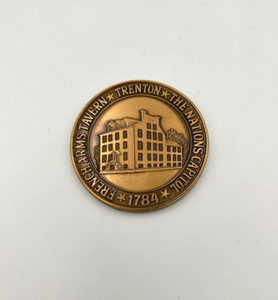 FRENCH ARMS TAVERN ★ TRENTON ★ THE NATIONS CAPITOL ★ 1784 ★